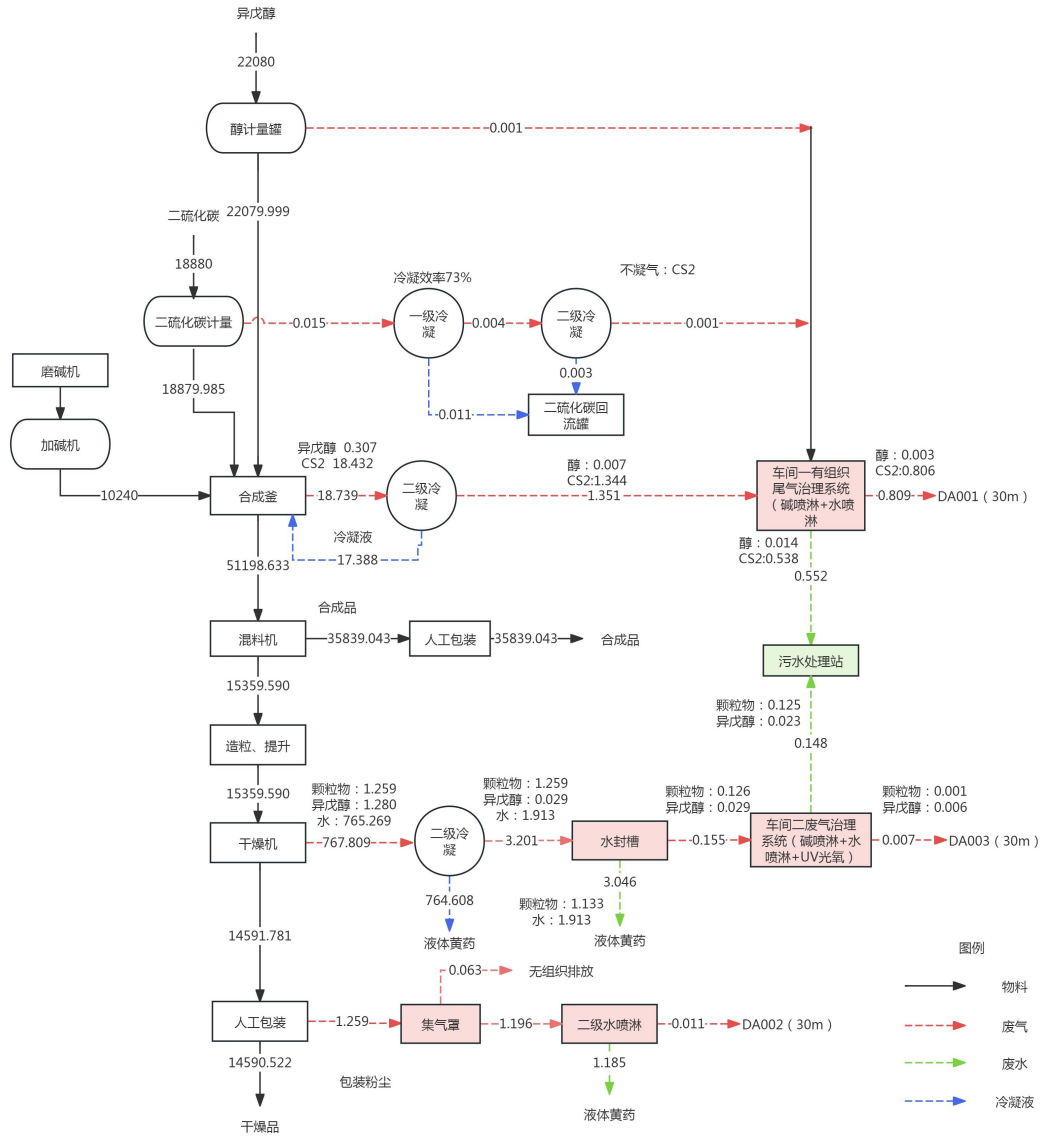 异戊醇
22080
醇计量罐
0.001
二硫化碳
22079.999
18880
二硫化碳计量
0.015
冷凝效率73%
一级冷
凝
0.004
二级冷
凝
不凝气：CS2
0.001
0.003
0.011
二硫化碳回
流罐
磨碱机
加碱机
18879.985
10240
合成釜
异戊醇 0.307
CS2 18.432
18.739
二级冷
凝
冷凝液
17.388
醇：0.007
CS2:1.344
1.351
车间一有组织
尾气治理系统
（碱喷淋+水喷
淋
醇：0.003
CS2:0.806
0.809
DA001（30m）
醇：0.014
CS2:0.538
0.552
51198.633
混料机
合成品
35839.043
人工包装
35839.043
合成品
污水处理站
15359.590
造粒、提升
颗粒物：0.125
异戊醇：0.023
0.148
15359.590
干燥机
颗粒物：1.259
异戊醇：1.280
水：765.269
767.809
二级冷
凝
颗粒物：1.259
异戊醇：0.029
水：1.913
3.201
水封槽
颗粒物：0.126
异戊醇：0.029
0.155
车间二废气治理
系统（碱喷淋+水
喷淋+UV光氧）
颗粒物：0.001
异戊醇：0.006
0.007
DA003（30m）
764.608
液体黄药
3.046
颗粒物：1.133
水：1.913
液体黄药
14591.781
人工包装
1.259
集气罩
0.063
无组织排放
1.196
二级水喷淋
0.011
DA002（30m）
14590.522
包装粉尘
1.185
液体黄药
干燥品
图例
物料
废气
废水
冷凝液